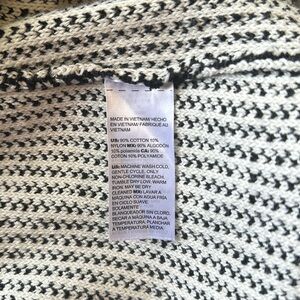 MADE IN VIETNAM/ HECHO
EN VIETNAM/ FABRIQUE AU
VIETNAM
US: 90% COTTON 10%
NYLON MX: 90% ALGODÓN
10% poliamida CA: 90%
COTON 10% POLYAMIDE
US: MACHINE WASH COLD,
GENTLE CYCLE. ONLY
NON-CHLORINE BLEACH.
TUMBLE DRY LOW. WARM
IRON, MAY BE DRY
CLEANED MX: LAVAR A
MAQUINA CON AGUA FRIA
EN CICLO SUAVE
SOLAMENTE
BLANQUEADOR SIN CLORO.
SECAR A MAQUINA A BAJA
TEMPERATURA. PLANCHAR
A TEMPERATURA MEDIA,